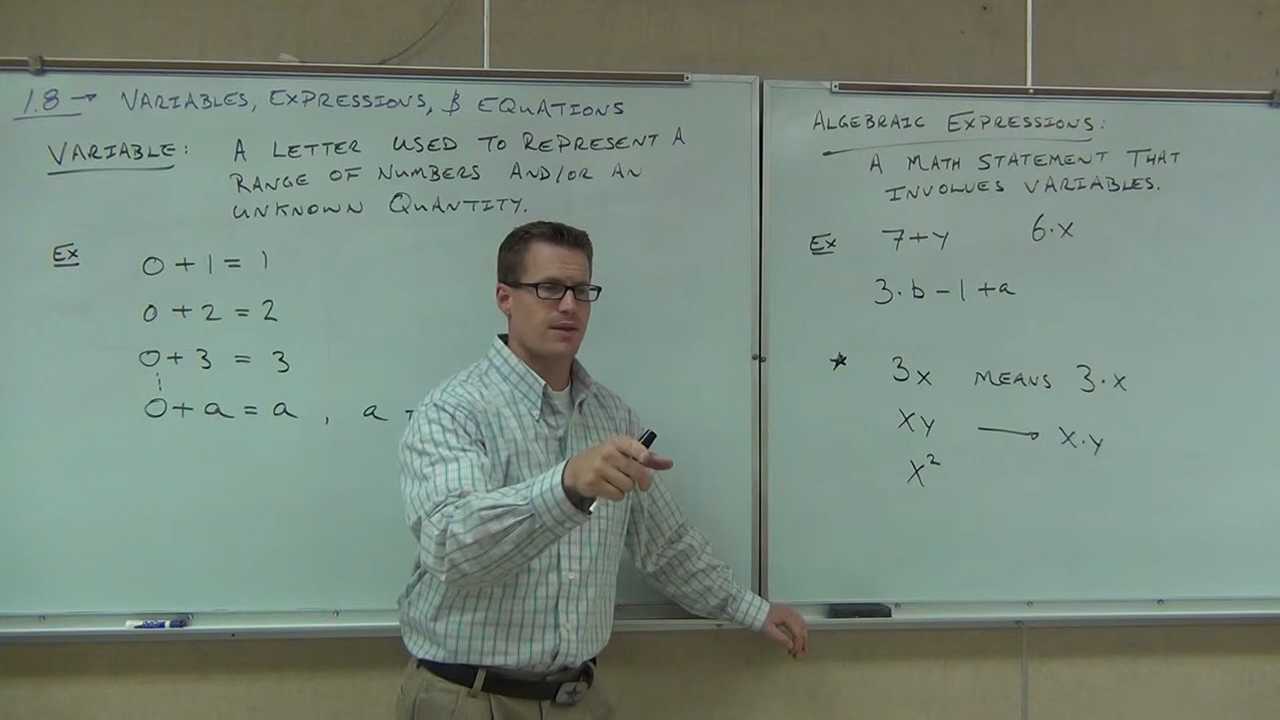 1.8 → VARIABLES, EXPRESSIONS, & EQUATIONS
VARIABLE: A LETTER USED TO REPRESENT A
RANGE OF NUMBERS AND/OR AN
UNKNOWN QUANTITY.
Ex
0 + 1 = 1
0 + 2 = 2
0 + 3 = 3
0 + a = a , a
ALGEBRAIC EXPRESSIONS:
A MATH STATEMENT THAT
INVOLVES VARIABLES.
Ex 7+y 6·x
3·b-1+a
* 3x MEANS 3·x
xy → x·y
x²